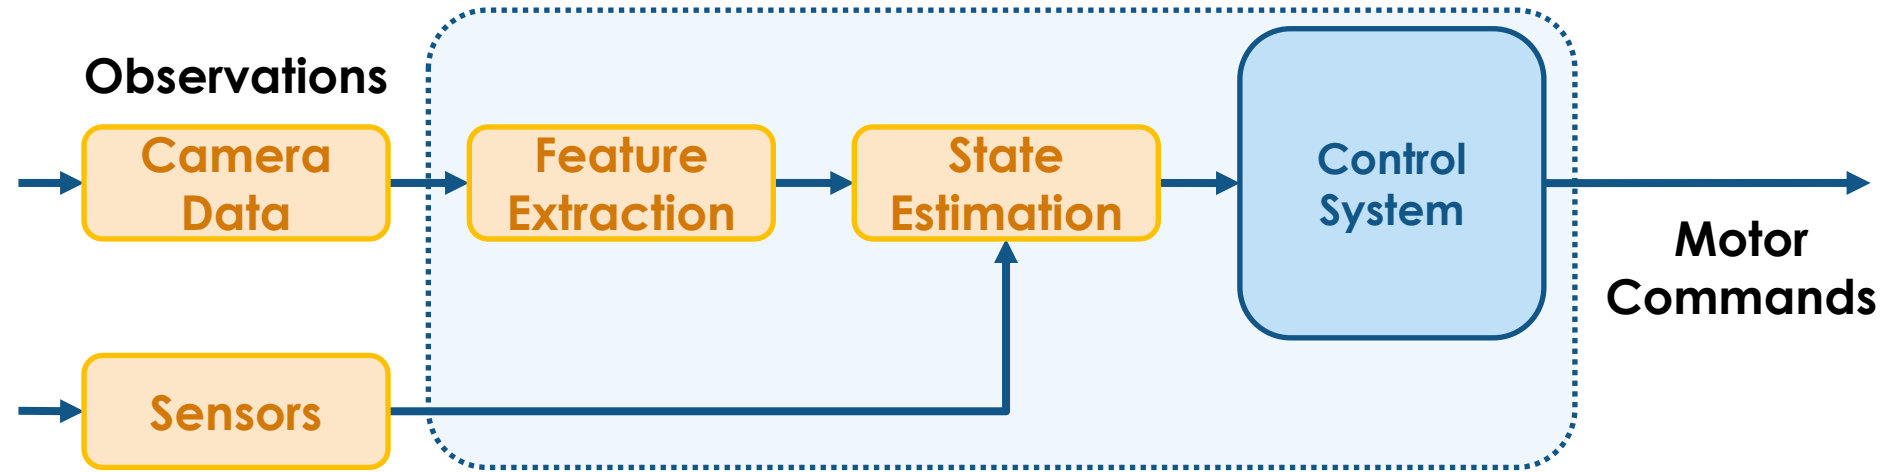 Observations
Camera
Data
Feature
Extraction
State
Estimation
Control
System
Motor
Commands
Sensors